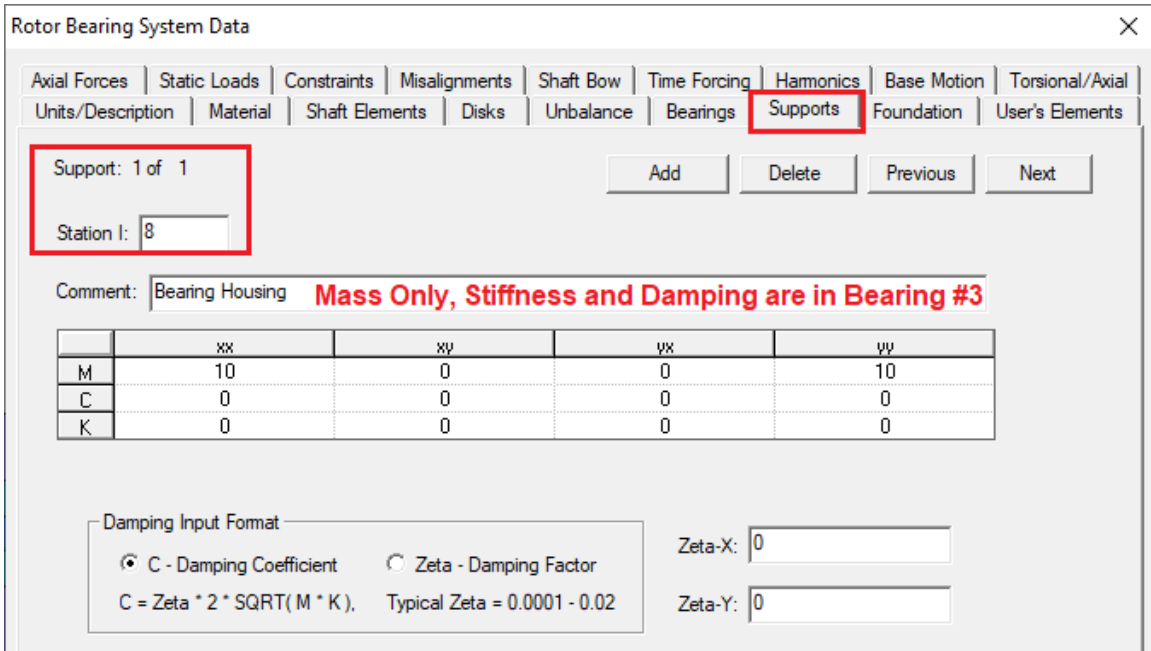 Rotor Bearing System Data
Axial Forces Static Loads Constraints Misalignments Shaft Bow Time Forcing Harmonics Base Motion Torsional/Axial
Units/Description Material Shaft Elements Disks Unbalance Bearings Supports Foundation User's Elements
Support: 1 of 1 Add Delete Previous Next
Station I: 8
Comment: Bearing Housing Mass Only, Stiffness and Damping are in Bearing #3
xx xy yx yy
M 10 0 0 10
C 0 0 0 0
K 0 0 0 0
Damping Input Format
C - Damping Coefficient Zeta - Damping Factor
C = Zeta * 2 * SQRT( M * K ), Typical Zeta = 0.0001 - 0.02
Zeta-X: 0
Zeta-Y: 0